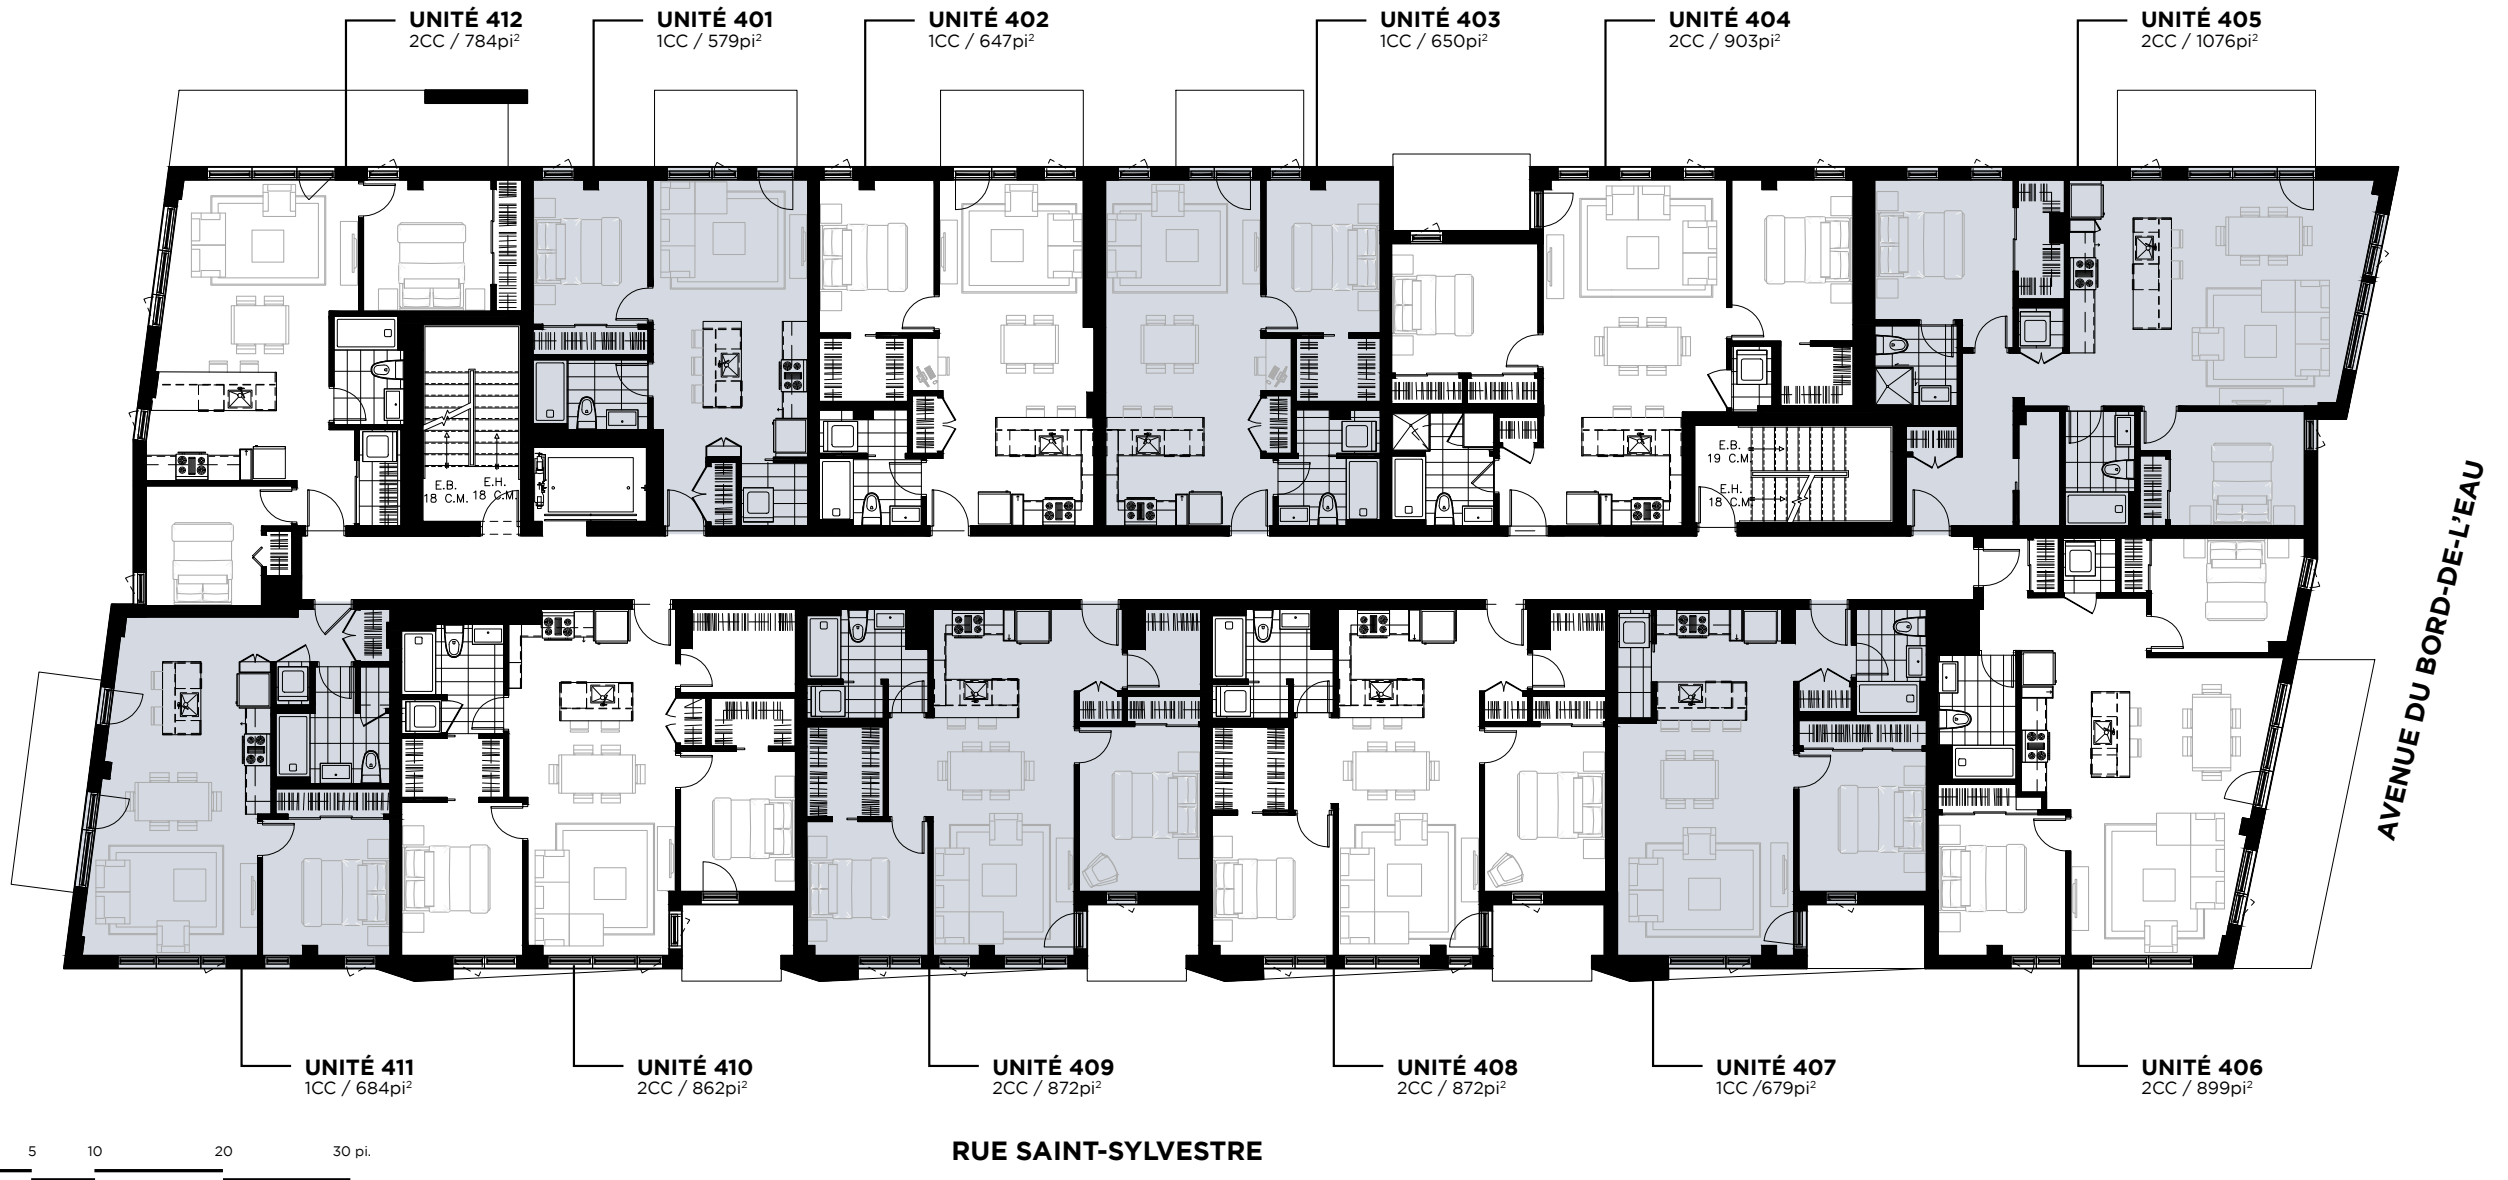 UNITÉ 412
2CC / 784pi²
UNITÉ 401
1CC / 579pi²
UNITÉ 402
1CC / 647pi²
UNITÉ 403
1CC / 650pi²
UNITÉ 404
2CC / 903pi²
UNITÉ 405
2CC / 1076pi²
E.B.
18 C.M.
E.H.
18 C.M.
E.B.
19 C.M.
E.H.
18 C.M.
AVENUE DU BORD-DE-L'EAU
UNITÉ 411
1CC / 684pi²
UNITÉ 410
2CC / 862pi²
UNITÉ 409
2CC / 872pi²
UNITÉ 408
2CC / 872pi²
UNITÉ 407
1CC /679pi²
UNITÉ 406
2CC / 899pi²
5 10 20 30 pi.
RUE SAINT-SYLVESTRE